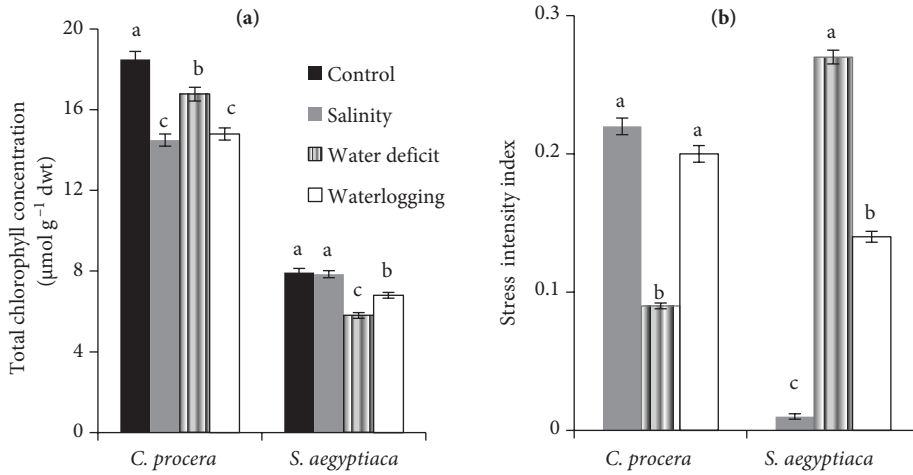 (a)
Total chlorophyll concentration
(μmol g⁻¹ dwt)
20
16
12
8
4
0
a
c
b
c
a
a
c
b
Control
Salinity
Water deficit
Waterlogging
C. procera
S. aegyptiaca
(b)
Stress intensity index
0.3
0.2
0.1
0
a
b
a
c
a
b
C. procera
S. aegyptiaca